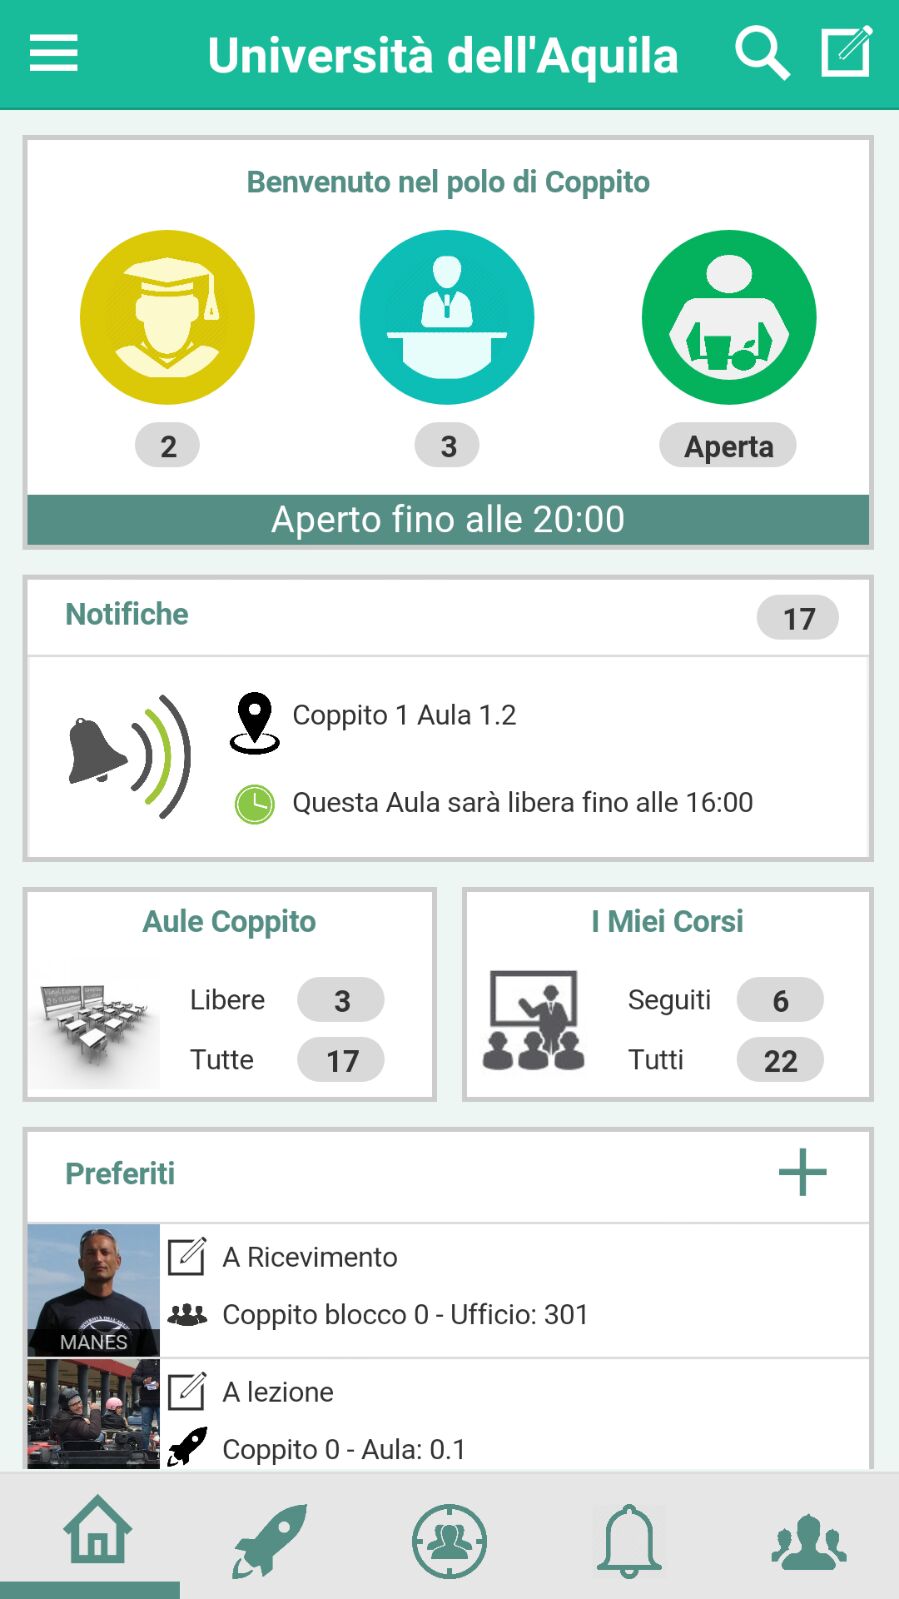 Università dell'Aquila
Benvenuto nel polo di Coppito
2
3
Aperta
Aperto fino alle 20:00
Notifiche
17
Coppito 1 Aula 1.2
Questa Aula sarà libera fino alle 16:00
Aule Coppito
Libere 3
Tutte 17
I Miei Corsi
Seguiti 6
Tutti 22
Preferiti
MANES
A Ricevimento
Coppito blocco 0 - Ufficio: 301
A lezione
Coppito 0 - Aula: 0.1